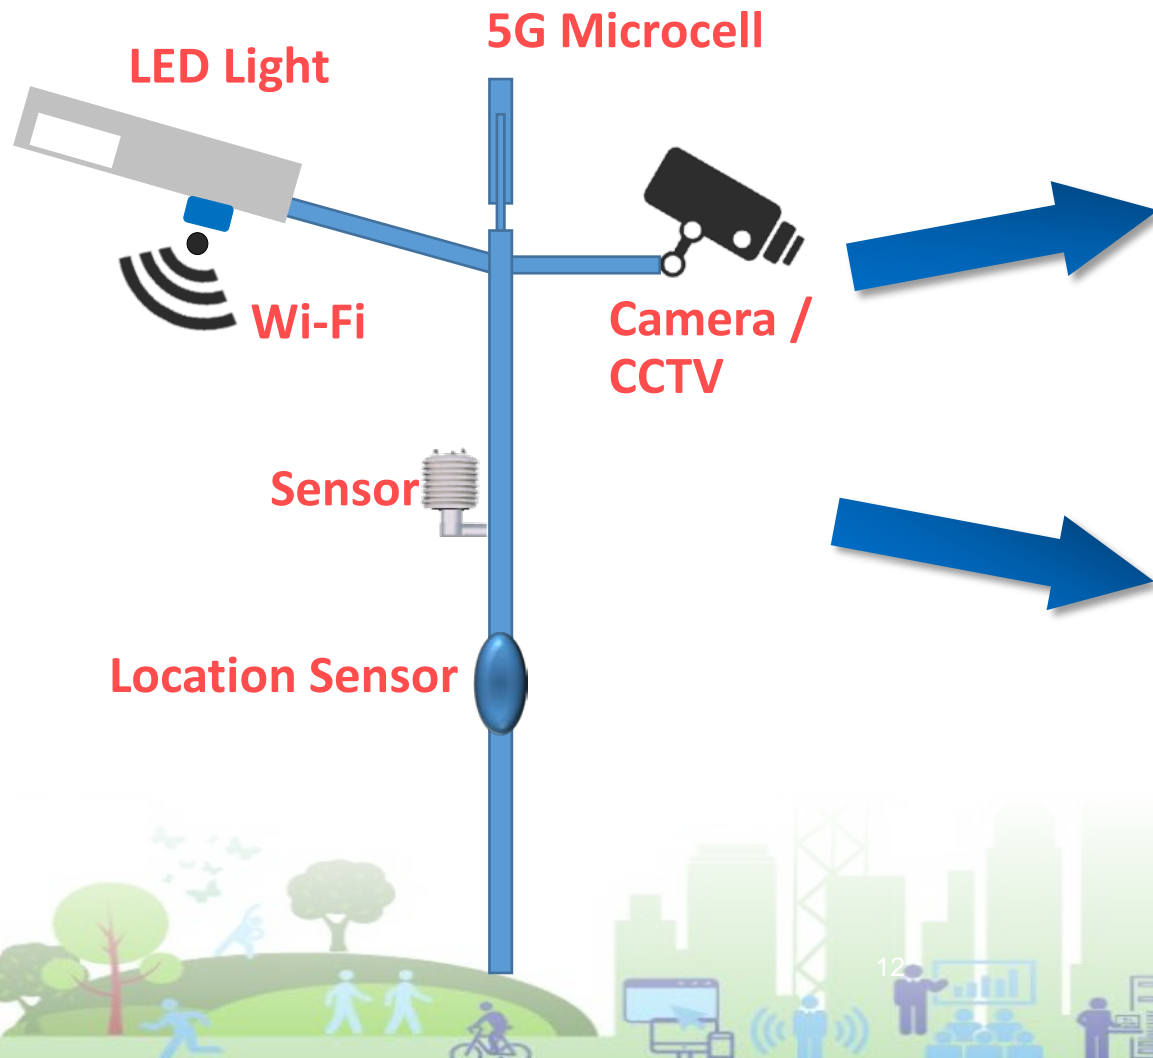 5G Microcell
LED Light
Wi-Fi
Camera /
CCTV
Sensor
Location Sensor
12